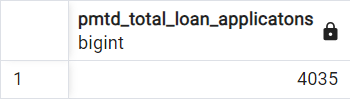 pmtd_total_loan_applicatons
bigint
1 4035